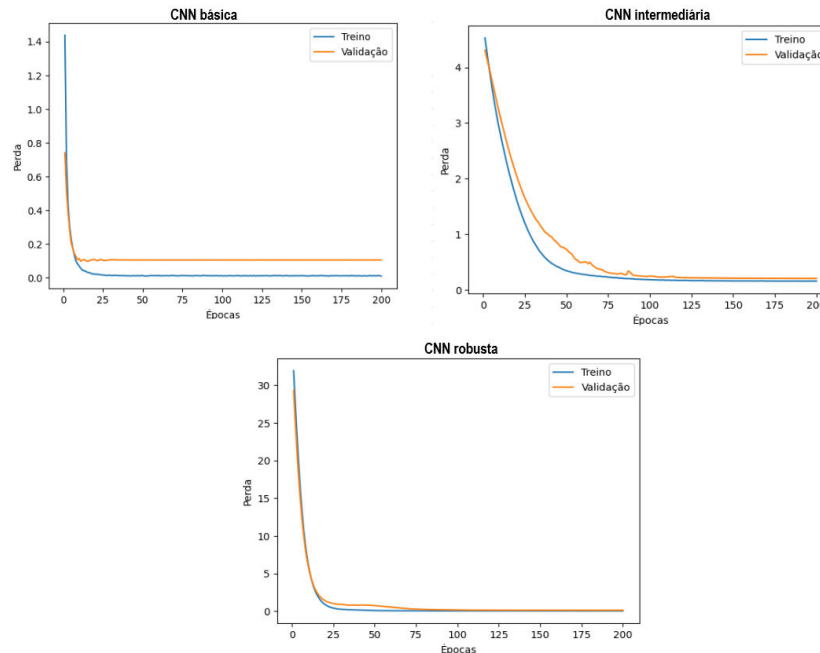 CNN básica
Treino
Validação
1.4
1.2
1.0
0.8
0.6
0.4
0.2
0.0
Perda
0 25 50 75 100 125 150 175 200
Épocas
CNN intermediária
Treino
Validação
4
3
2
1
0
Perda
0 25 50 75 100 125 150 175 200
Épocas
CNN robusta
Treino
Validação
30
25
20
15
10
5
0
Perda
0 25 50 75 100 125 150 175 200
Épocas